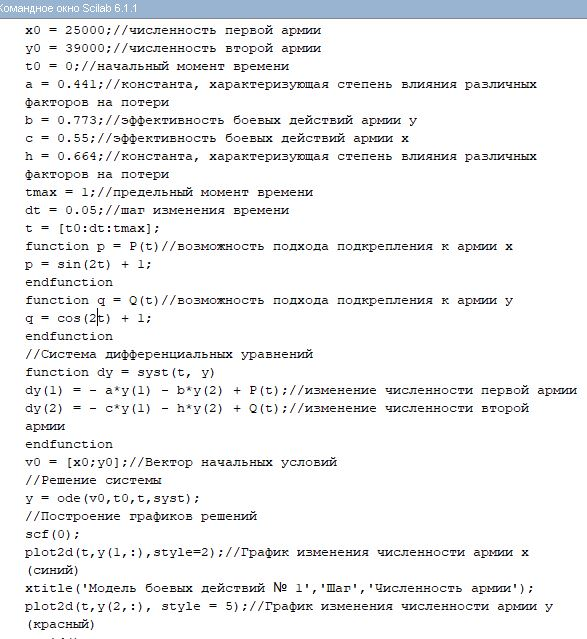 Командное окно Scilab 6.1.1
x0 = 25000;//численность первой армии
y0 = 39000;//численность второй армии
t0 = 0;//начальный момент времени
a = 0.441;//константа, характеризующая степень влияния различных
факторов на потери
b = 0.773;//эффективность боевых действий армии у
c = 0.55;//эффективность боевых действий армии х
h = 0.664;//константа, характеризующая степень влияния различных
факторов на потери
tmax = 1;//предельный момент времени
dt = 0.05;//шаг изменения времени
t = [t0:dt:tmax];
function p = P(t)//возможность подхода подкрепления к армии х
p = sin(2t) + 1;
endfunction
function q = Q(t)//возможность подхода подкрепления к армии у
q = cos(2t) + 1;
endfunction
//Система дифференциальных уравнений
function dy = syst(t, y)
dy(1) = - a*y(1) - b*y(2) + P(t);//изменение численности первой армии
dy(2) = - c*y(1) - h*y(2) + Q(t);//изменение численности второй
армии
endfunction
v0 = [x0;y0];//Вектор начальных условий
//Решение системы
y = ode(v0,t0,t,syst);
//Построение графиков решений
scf(0);
plot2d(t,y(1,:),style=2);//График изменения численности армии х
(синий)
xtitle('Модель боевых действий № 1','Шаг','Численность армии');
plot2d(t,y(2,:), style = 5);//График изменения численности армии у
(красный)